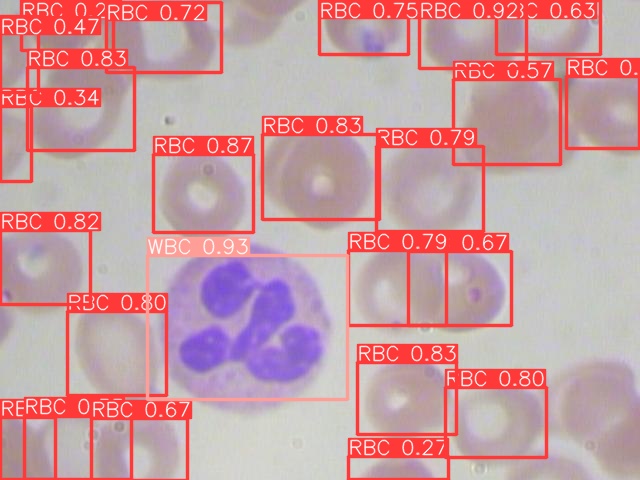 RBC 0.2
RBC 0.72
RBC 0.75
RBC 0.92
0.63
RBC 0.47
RBC 0.83
RBC 0.57
RBC 0.
RBC 0.34
RBC 0.87
RBC 0.83
RBC 0.79
RBC 0.82
WBC 0.93
RBC 0.79
0.67
RBC 0.80
RBC 0.83
RBC 0.80
RBC 0.67
RBC 0.27